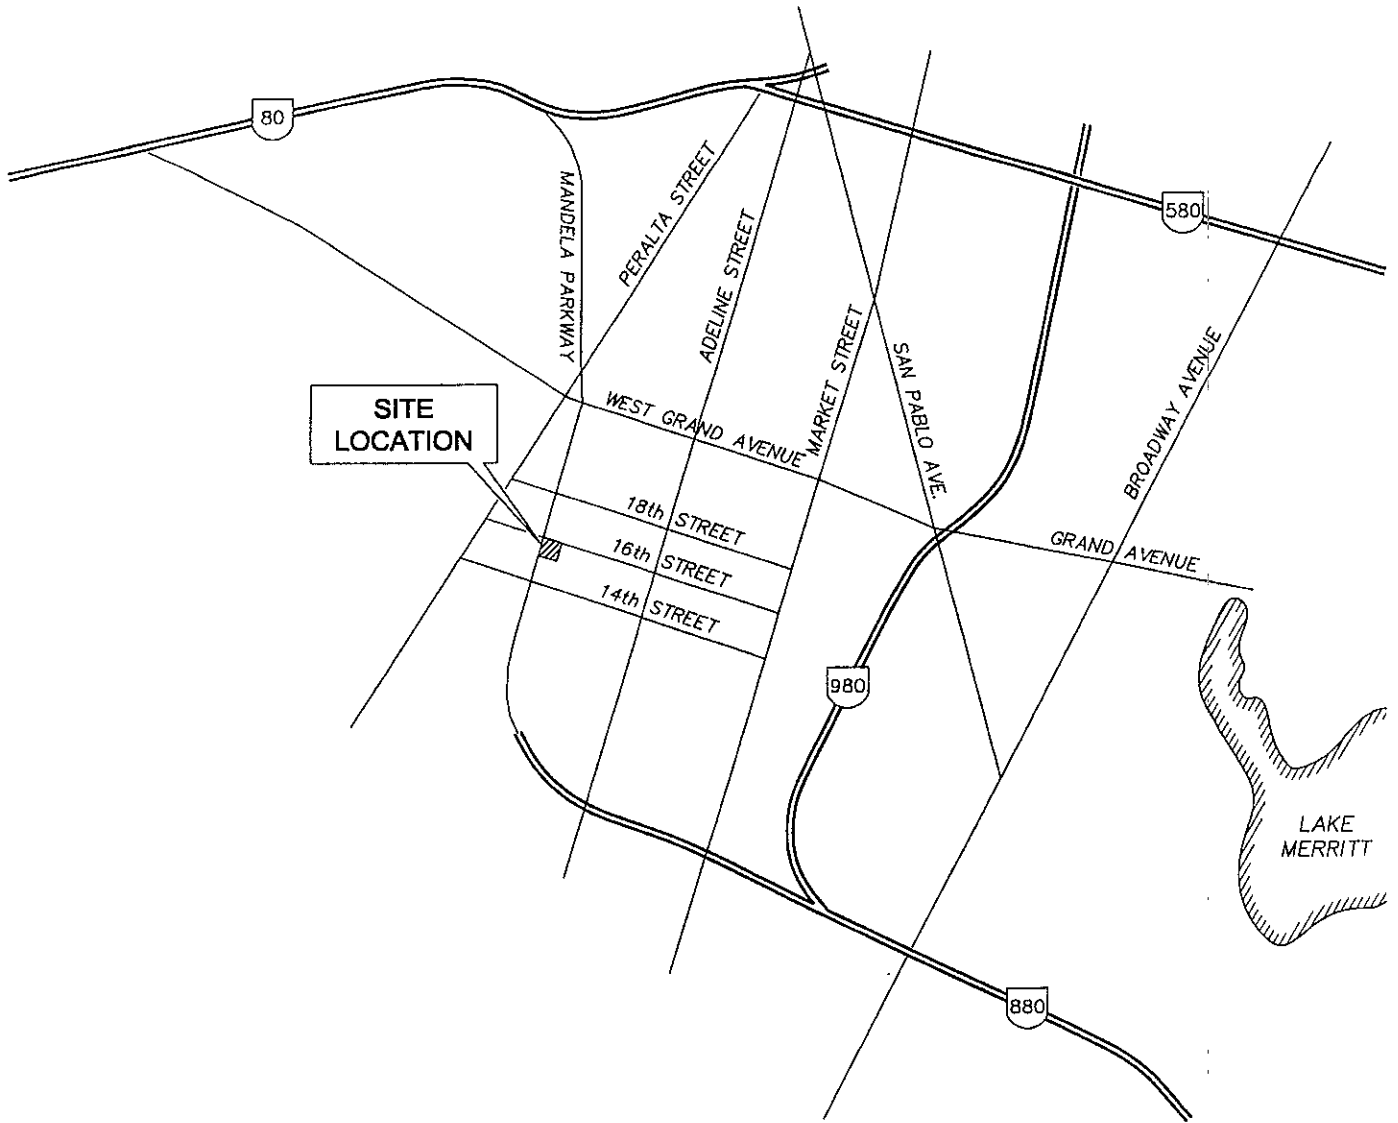 80
580
MANDELA PARKWAY
PERALTA STREET
ADELINE STREET
MARKET STREET
SAN PABLO AVE.
BROADWAY AVENUE
SITE
LOCATION
WEST GRAND AVENUE
GRAND AVENUE
18th STREET
16th STREET
14th STREET
980
LAKE
MERRITT
880